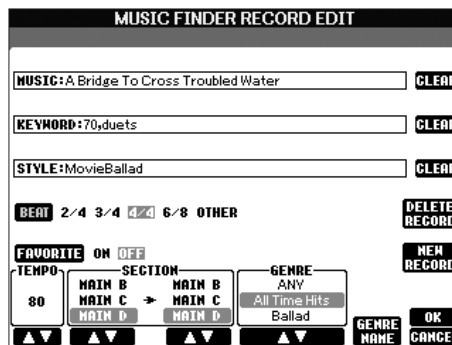 MUSIC FINDER RECORD EDIT
MUSIC:A Bridge To Cross Troubled Water
CLEAR
KEYWORD:70,duets
CLEAR
STYLE:MovieBallad
CLEAR
BEAT 2/4 3/4 4/4 6/8 OTHER
DELETE RECORD
FAVORITE ON OFF
NEW RECORD
TEMPO
80
SECTION
MAIN B MAIN B
MAIN C → MAIN C
MAIN D MAIN D
GENRE
ANY
All Time Hits
Ballad
GENRE NAME
OK
CANCEL